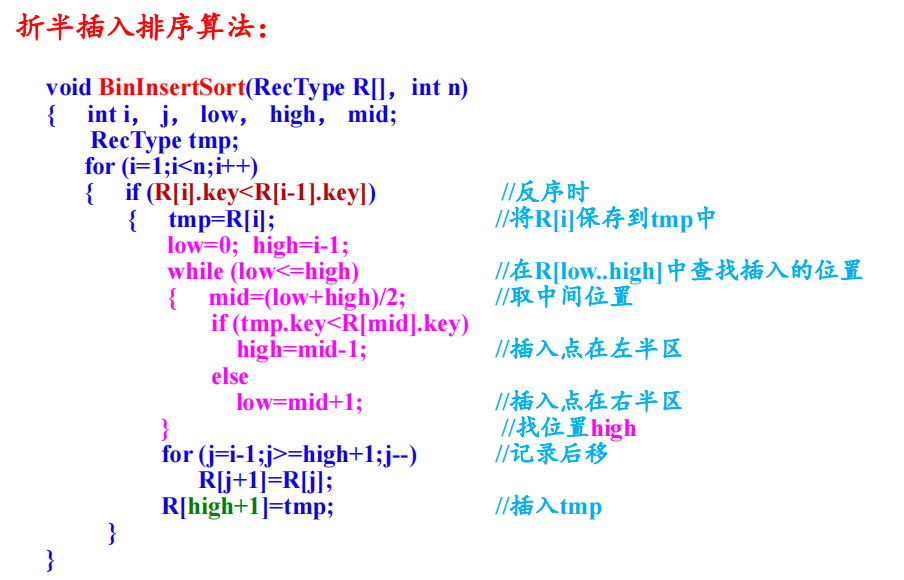 折半插入排序算法：
void BinInsertSort(RecType R[]，int n)
{ int i， j， low， high， mid;
RecType tmp;
for (i=1;i<n;i++)
{ if (R[i].key<R[i-1].key]) //反序时
{ tmp=R[i]; //将R[i]保存到tmp中
low=0; high=i-1;
while (low<=high) //在R[low..high]中查找插入的位置
{ mid=(low+high)/2; //取中间位置
if (tmp.key<R[mid].key)
high=mid-1; //插入点在左半区
else
low=mid+1; //插入点在右半区
} //找位置high
for (j=i-1;j>=high+1;j--) //记录后移
R[j+1]=R[j];
R[high+1]=tmp; //插入tmp
}
}